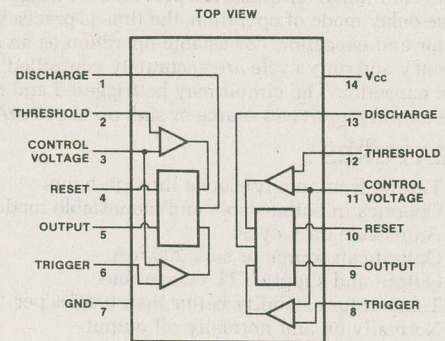 TOP VIEW
DISCHARGE 1
THRESHOLD 2
CONTROL VOLTAGE 3
RESET 4
OUTPUT 5
TRIGGER 6
GND 7
14 Vcc
13 DISCHARGE
12 THRESHOLD
11 CONTROL VOLTAGE
10 RESET
9 OUTPUT
8 TRIGGER